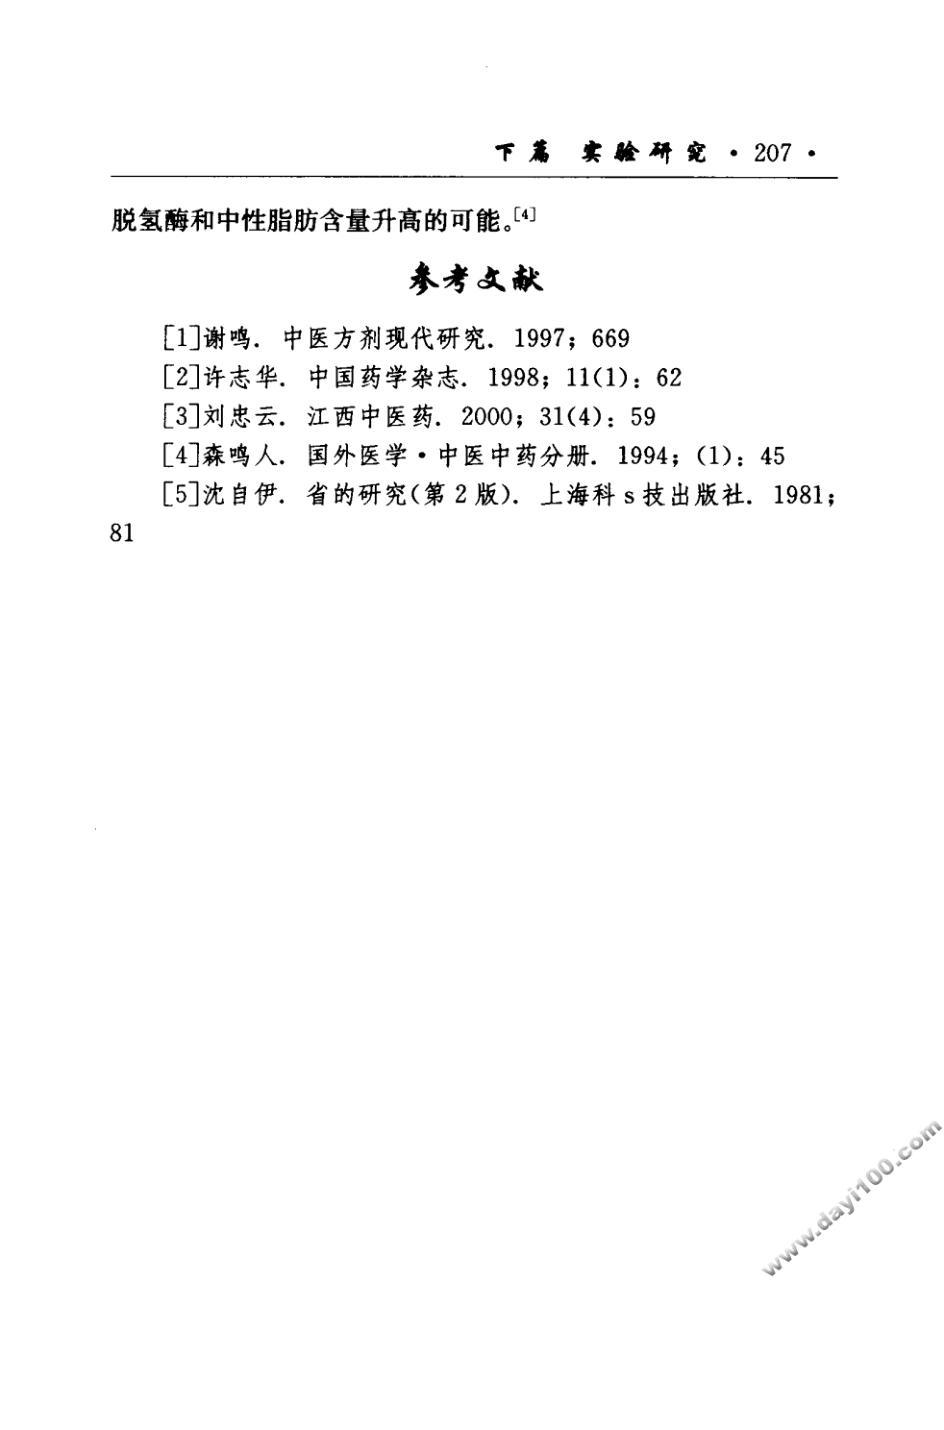 下篇 实验研究 · 207 ·
脱氢酶和中性脂肪含量升高的可能。[4]
参考文献
[1]谢鸣. 中医方剂现代研究. 1997; 669
[2]许志华. 中国药学杂志. 1998; 11(1): 62
[3]刘忠云. 江西中医药. 2000; 31(4): 59
[4]森鸣人. 国外医学·中医中药分册. 1994; (1): 45
[5]沈自伊. 省的研究(第2版). 上海科s技出版社. 1981;
81
www.dayi100.com